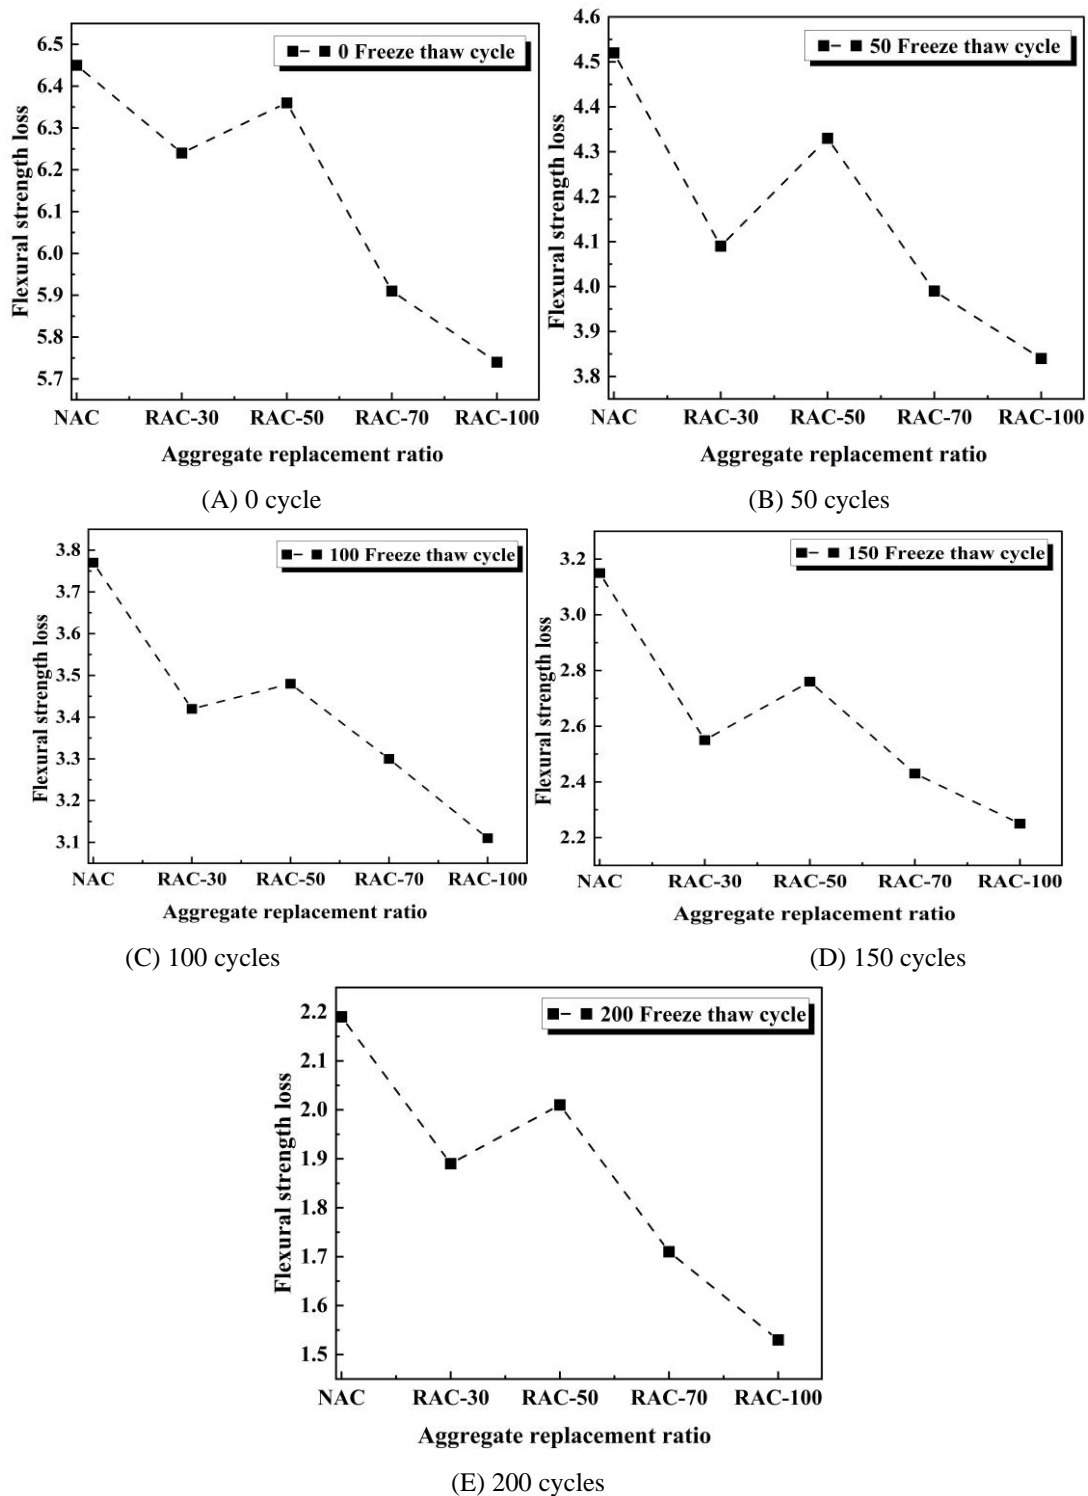 0 Freeze thaw cycle
6.5
6.4
6.3
6.2
6.1
6.0
5.9
5.8
5.7
Flexural strength loss
NAC RAC-30 RAC-50 RAC-70 RAC-100
Aggregate replacement ratio
(A) 0 cycle
50 Freeze thaw cycle
4.6
4.5
4.4
4.3
4.2
4.1
4.0
3.9
3.8
Flexural strength loss
NAC RAC-30 RAC-50 RAC-70 RAC-100
Aggregate replacement ratio
(B) 50 cycles
100 Freeze thaw cycle
3.8
3.7
3.6
3.5
3.4
3.3
3.2
3.1
Flexural strength loss
NAC RAC-30 RAC-50 RAC-70 RAC-100
Aggregate replacement ratio
(C) 100 cycles
150 Freeze thaw cycle
3.2
3.0
2.8
2.6
2.4
2.2
Flexural strength loss
NAC RAC-30 RAC-50 RAC-70 RAC-100
Aggregate replacement ratio
(D) 150 cycles
200 Freeze thaw cycle
2.2
2.1
2.0
1.9
1.8
1.7
1.6
1.5
Flexural strength loss
NAC RAC-30 RAC-50 RAC-70 RAC-100
Aggregate replacement ratio
(E) 200 cycles